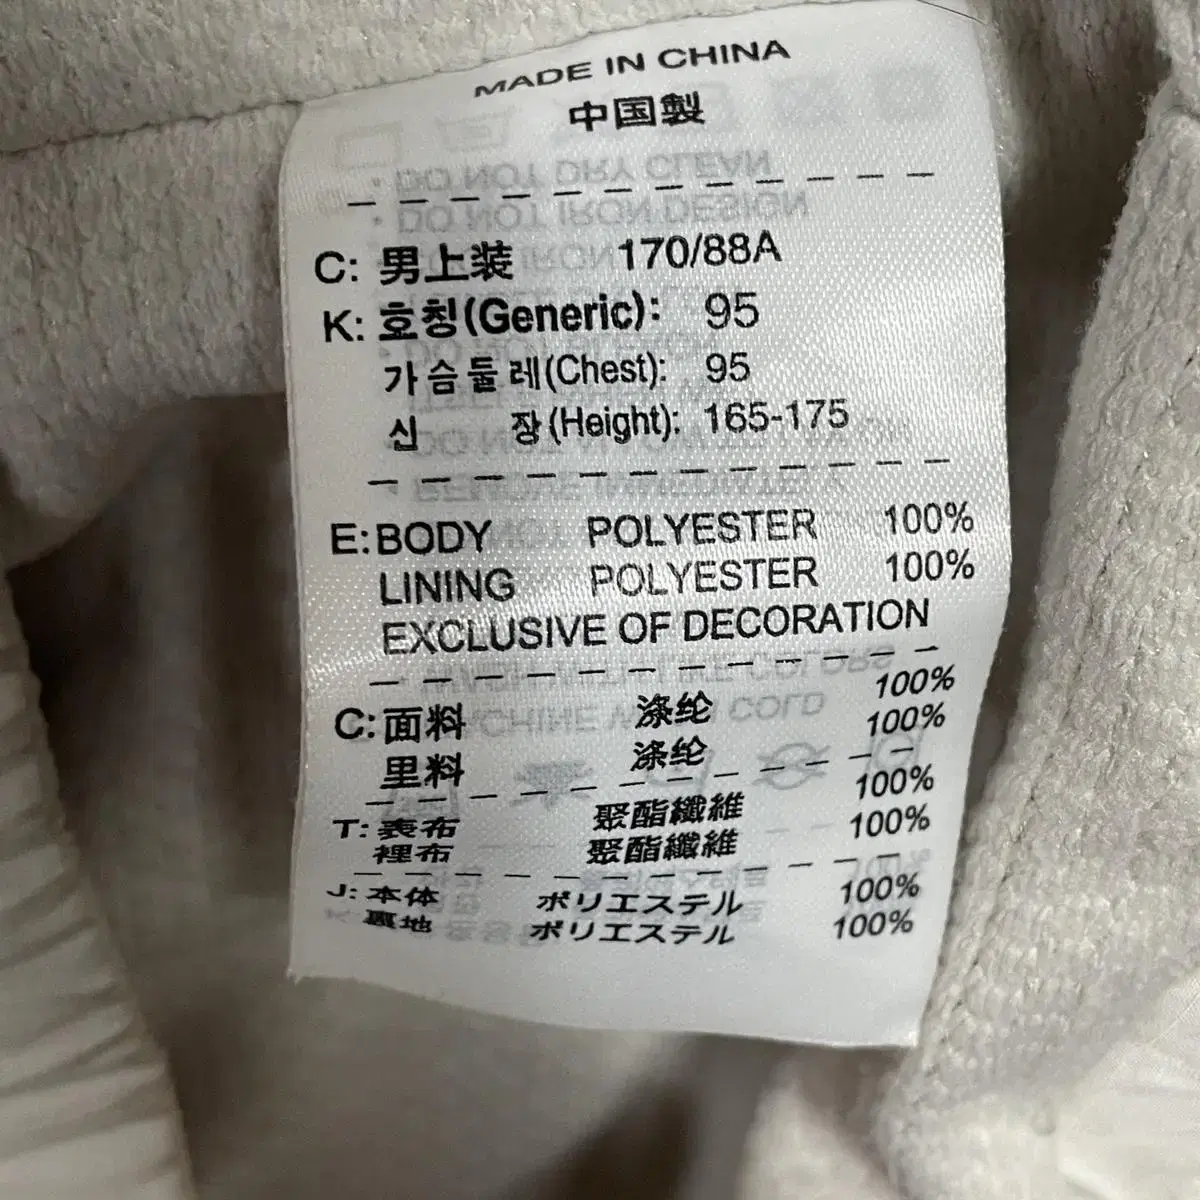 MADE IN CHINA
中国製
C: 男上装 170/88A
K: 호칭(Generic): 95
가슴둘레(Chest): 95
신 장(Height): 165-175
E: BODY POLYESTER 100%
LINING POLYESTER 100%
EXCLUSIVE OF DECORATION
C: 面料 涤纶 100%
里料 涤纶 100%
T: 表布 聚酯纖維 100%
裡布 聚酯纖維 100%
J: 本体 ポリエステル 100%
裏地 ポリエステル 100%